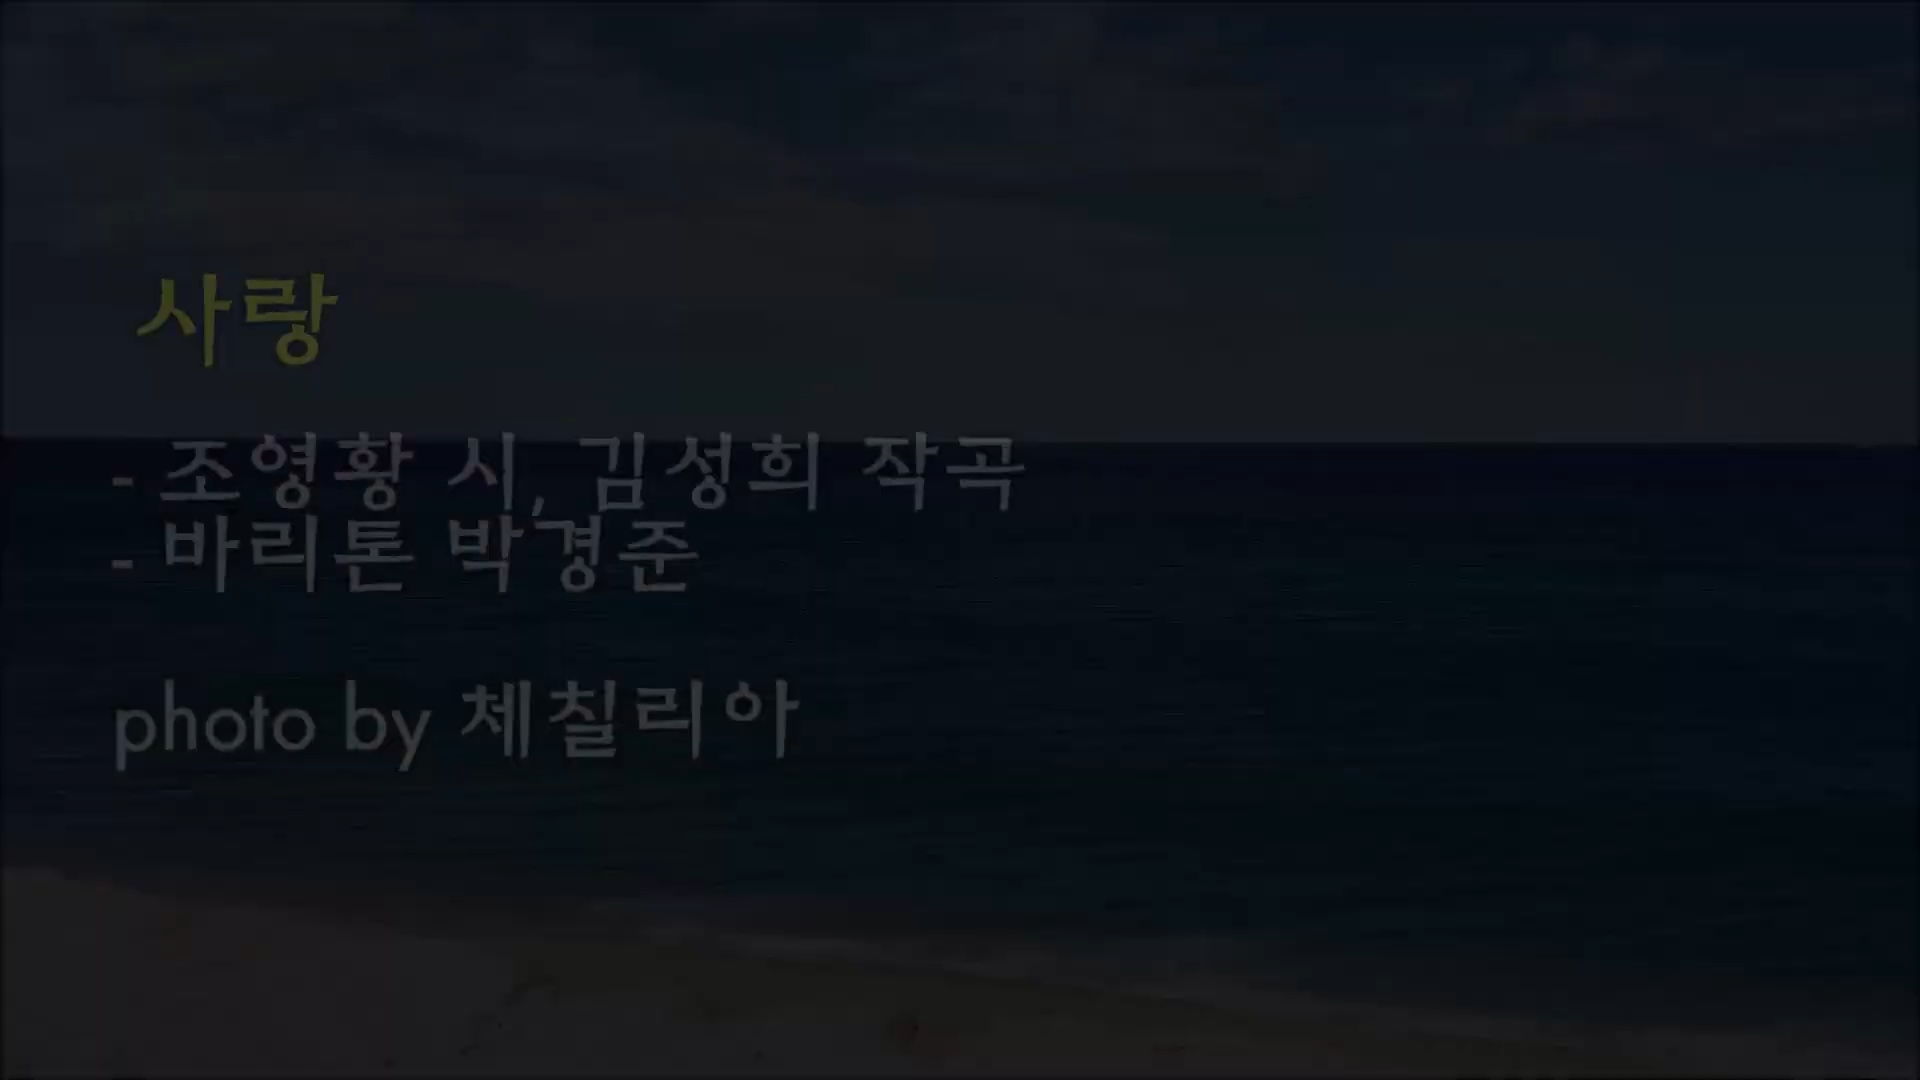 사랑
- 조영황 시, 김성희 작곡
- 바리톤 박경준
photo by 체칠리아